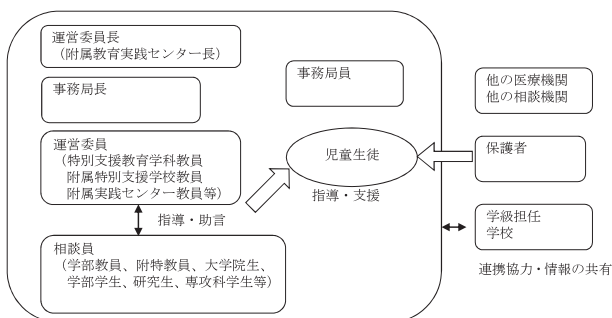 運営委員長
（附属教育実践センター長）
事務局長
事務局員
運営委員
（特別支援教育学科教員
附属特別支援学校教員
附属実践センター教員等）
指導・助言
相談員
（学部教員、附特教員、大学院生、
学部学生、研究生、専攻科学生等）
児童生徒
指導・支援
他の医療機関
他の相談機関
保護者
学級担任
学校
連携協力・情報の共有